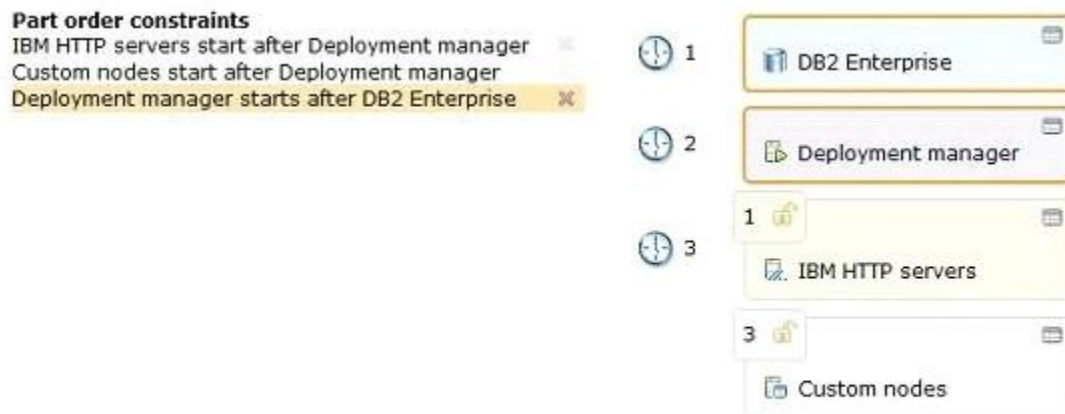 Part order constraints
IBM HTTP servers start after Deployment manager
Custom nodes start after Deployment manager
Deployment manager starts after DB2 Enterprise
1
DB2 Enterprise
2
Deployment manager
1
3
IBM HTTP servers
3
Custom nodes